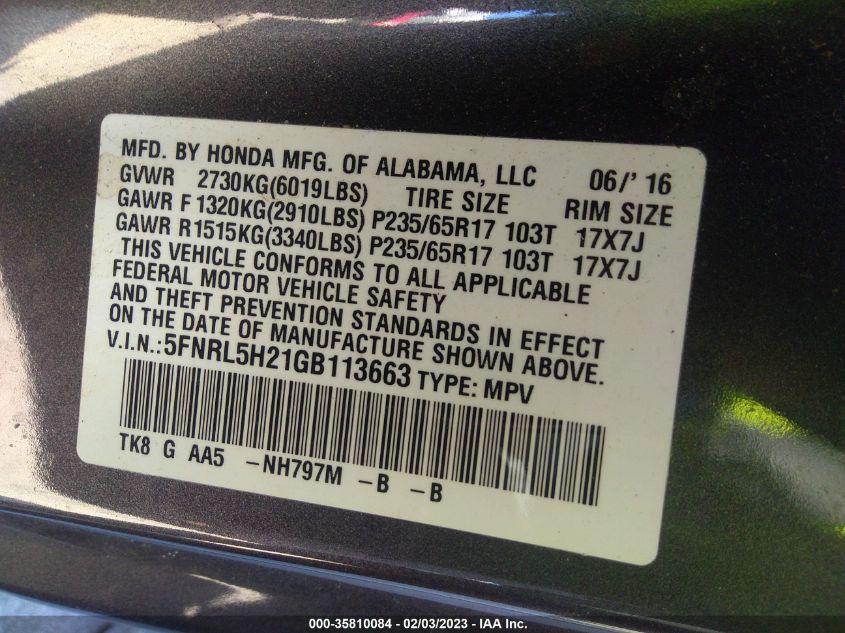 MFD. BY HONDA MFG. OF ALABAMA, LLC 06/' 16
GVWR 2730KG(6019LBS) TIRE SIZE RIM SIZE
GAWR F 1320KG(2910LBS) P235/65R17 103T 17X7J
GAWR R1515KG(3340LBS) P235/65R17 103T 17X7J
THIS VEHICLE CONFORMS TO ALL APPLICABLE
FEDERAL MOTOR VEHICLE SAFETY
AND THEFT PREVENTION STANDARDS IN EFFECT
ON THE DATE OF MANUFACTURE SHOWN ABOVE.
V.I.N.:5FNRL5H21GB113663 TYPE: MPV
TK8 G AA5 -NH797M -B -B
000-35810084 - 02/03/2023 - IAA Inc.